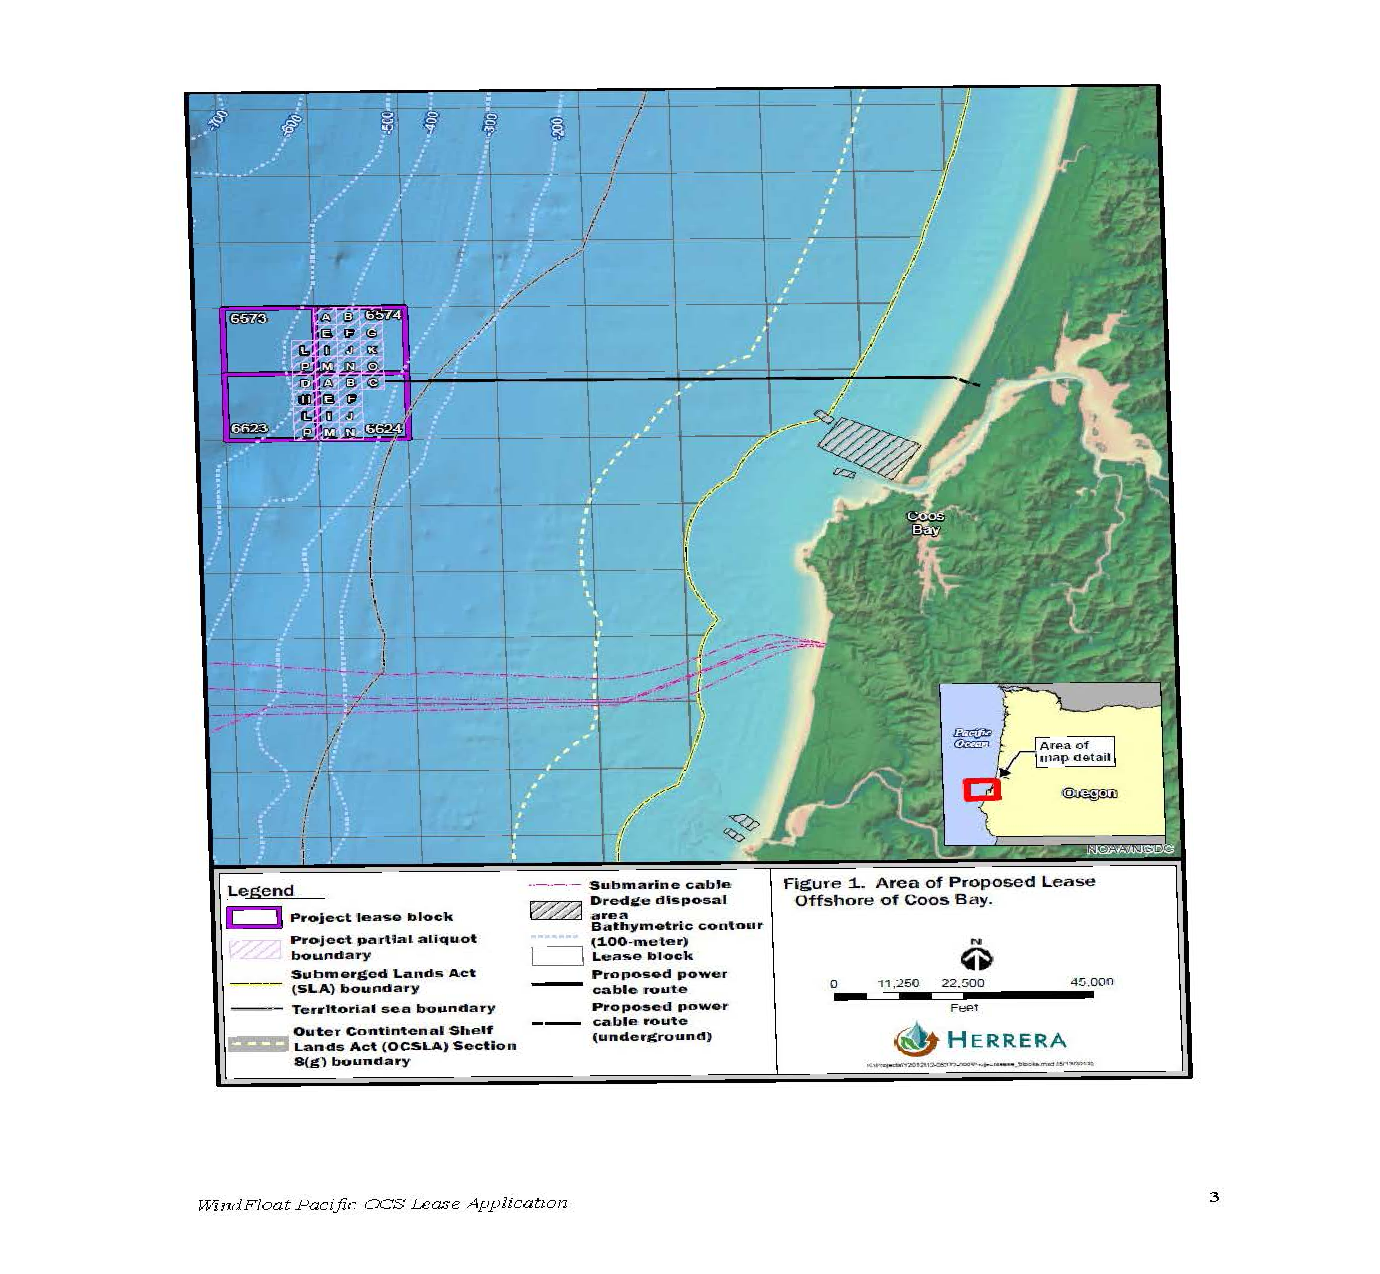 -700
-600
-500
-400
-300
-200
6573
A B 6574
E F G
L I J K
P M N O
D A B C
H E F
L I J
6623
P M N 6624
Coos
Bay
Pacific
Ocean
Area of
map detail
Oregon
NOAA/NGDC
Legend
Project lease block
Project partial aliquot
boundary
Submerged Lands Act
(SLA) boundary
Territorial sea boundary
Outer Contintenal Shelf
Lands Act (OCSLA) Section
8(g) boundary
Submarine cable
Dredge disposal
area
Bathymetric contour
(100-meter)
Lease block
Proposed power
cable route
Proposed power
cable route
(underground)
Figure 1. Area of Proposed Lease
Offshore of Coos Bay.
N
0 11,250 22,500 45,000
Feet
HERRERA
WindFloat Pacific OCS Lease Application
3